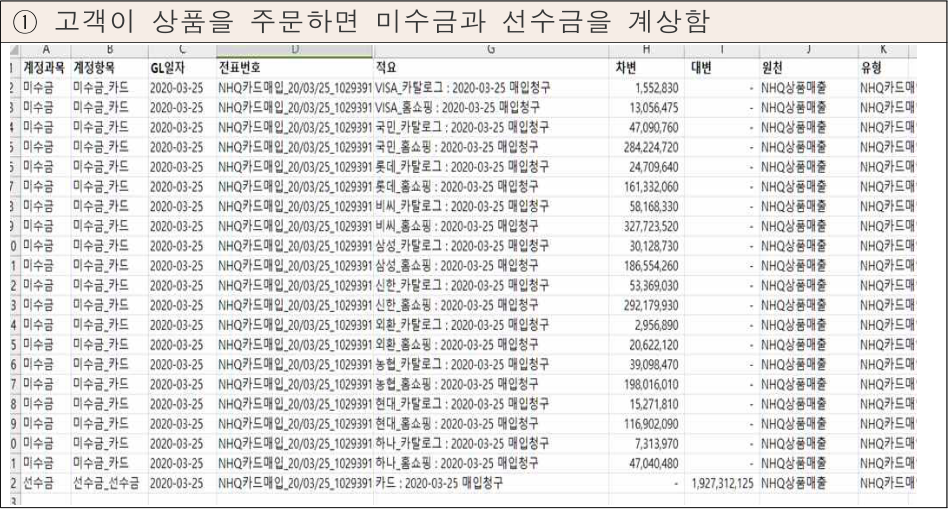 ① 고객이 상품을 주문하면 미수금과 선수금을 계상함
A B C D G H I J K
계정과목 계정항목 GL일자 전표번호 적요 차변 대변 원천 유형
2 미수금 미수금_카드 2020-03-25 NHQ카드매입_20/03/25_1029391 VISA_카탈로그 : 2020-03-25 매입청구 1,552,830 - NHQ상품매출 NHQ카드매
3 미수금 미수금_카드 2020-03-25 NHQ카드매입_20/03/25_1029391 VISA_홈쇼핑 : 2020-03-25 매입청구 13,056,475 - NHQ상품매출 NHQ카드매
4 미수금 미수금_카드 2020-03-25 NHQ카드매입_20/03/25_1029391 국민_카탈로그 : 2020-03-25 매입청구 47,090,760 - NHQ상품매출 NHQ카드매
5 미수금 미수금_카드 2020-03-25 NHQ카드매입_20/03/25_1029391 국민_홈쇼핑 : 2020-03-25 매입청구 284,224,720 - NHQ상품매출 NHQ카드매
6 미수금 미수금_카드 2020-03-25 NHQ카드매입_20/03/25_1029391 롯데_카탈로그 : 2020-03-25 매입청구 24,709,640 - NHQ상품매출 NHQ카드매
7 미수금 미수금_카드 2020-03-25 NHQ카드매입_20/03/25_1029391 롯데_홈쇼핑 : 2020-03-25 매입청구 161,332,060 - NHQ상품매출 NHQ카드매
8 미수금 미수금_카드 2020-03-25 NHQ카드매입_20/03/25_1029391 비씨_카탈로그 : 2020-03-25 매입청구 58,168,330 - NHQ상품매출 NHQ카드매
9 미수금 미수금_카드 2020-03-25 NHQ카드매입_20/03/25_1029391 비씨_홈쇼핑 : 2020-03-25 매입청구 327,723,520 - NHQ상품매출 NHQ카드매
0 미수금 미수금_카드 2020-03-25 NHQ카드매입_20/03/25_1029391 삼성_카탈로그 : 2020-03-25 매입청구 30,128,730 - NHQ상품매출 NHQ카드매
1 미수금 미수금_카드 2020-03-25 NHQ카드매입_20/03/25_1029391 삼성_홈쇼핑 : 2020-03-25 매입청구 186,554,260 - NHQ상품매출 NHQ카드매
2 미수금 미수금_카드 2020-03-25 NHQ카드매입_20/03/25_1029391 신한_카탈로그 : 2020-03-25 매입청구 53,369,030 - NHQ상품매출 NHQ카드매
3 미수금 미수금_카드 2020-03-25 NHQ카드매입_20/03/25_1029391 신한_홈쇼핑 : 2020-03-25 매입청구 292,179,930 - NHQ상품매출 NHQ카드매
4 미수금 미수금_카드 2020-03-25 NHQ카드매입_20/03/25_1029391 외환_카탈로그 : 2020-03-25 매입청구 2,956,890 - NHQ상품매출 NHQ카드매
5 미수금 미수금_카드 2020-03-25 NHQ카드매입_20/03/25_1029391 외환_홈쇼핑 : 2020-03-25 매입청구 20,622,120 - NHQ상품매출 NHQ카드매
6 미수금 미수금_카드 2020-03-25 NHQ카드매입_20/03/25_1029391 농협_카탈로그 : 2020-03-25 매입청구 39,098,470 - NHQ상품매출 NHQ카드매
7 미수금 미수금_카드 2020-03-25 NHQ카드매입_20/03/25_1029391 농협_홈쇼핑 : 2020-03-25 매입청구 198,016,010 - NHQ상품매출 NHQ카드매
8 미수금 미수금_카드 2020-03-25 NHQ카드매입_20/03/25_1029391 현대_카탈로그 : 2020-03-25 매입청구 15,271,810 - NHQ상품매출 NHQ카드매
9 미수금 미수금_카드 2020-03-25 NHQ카드매입_20/03/25_1029391 현대_홈쇼핑 : 2020-03-25 매입청구 116,902,090 - NHQ상품매출 NHQ카드매
0 미수금 미수금_카드 2020-03-25 NHQ카드매입_20/03/25_1029391 하나_카탈로그 : 2020-03-25 매입청구 7,313,970 - NHQ상품매출 NHQ카드매
1 미수금 미수금_카드 2020-03-25 NHQ카드매입_20/03/25_1029391 하나_홈쇼핑 : 2020-03-25 매입청구 47,040,480 - NHQ상품매출 NHQ카드매
2 선수금 선수금_선수금 2020-03-25 NHQ카드매입_20/03/25_1029391 카드 : 2020-03-25 매입청구 - 1,927,312,125 NHQ상품매출 NHQ카드매
3